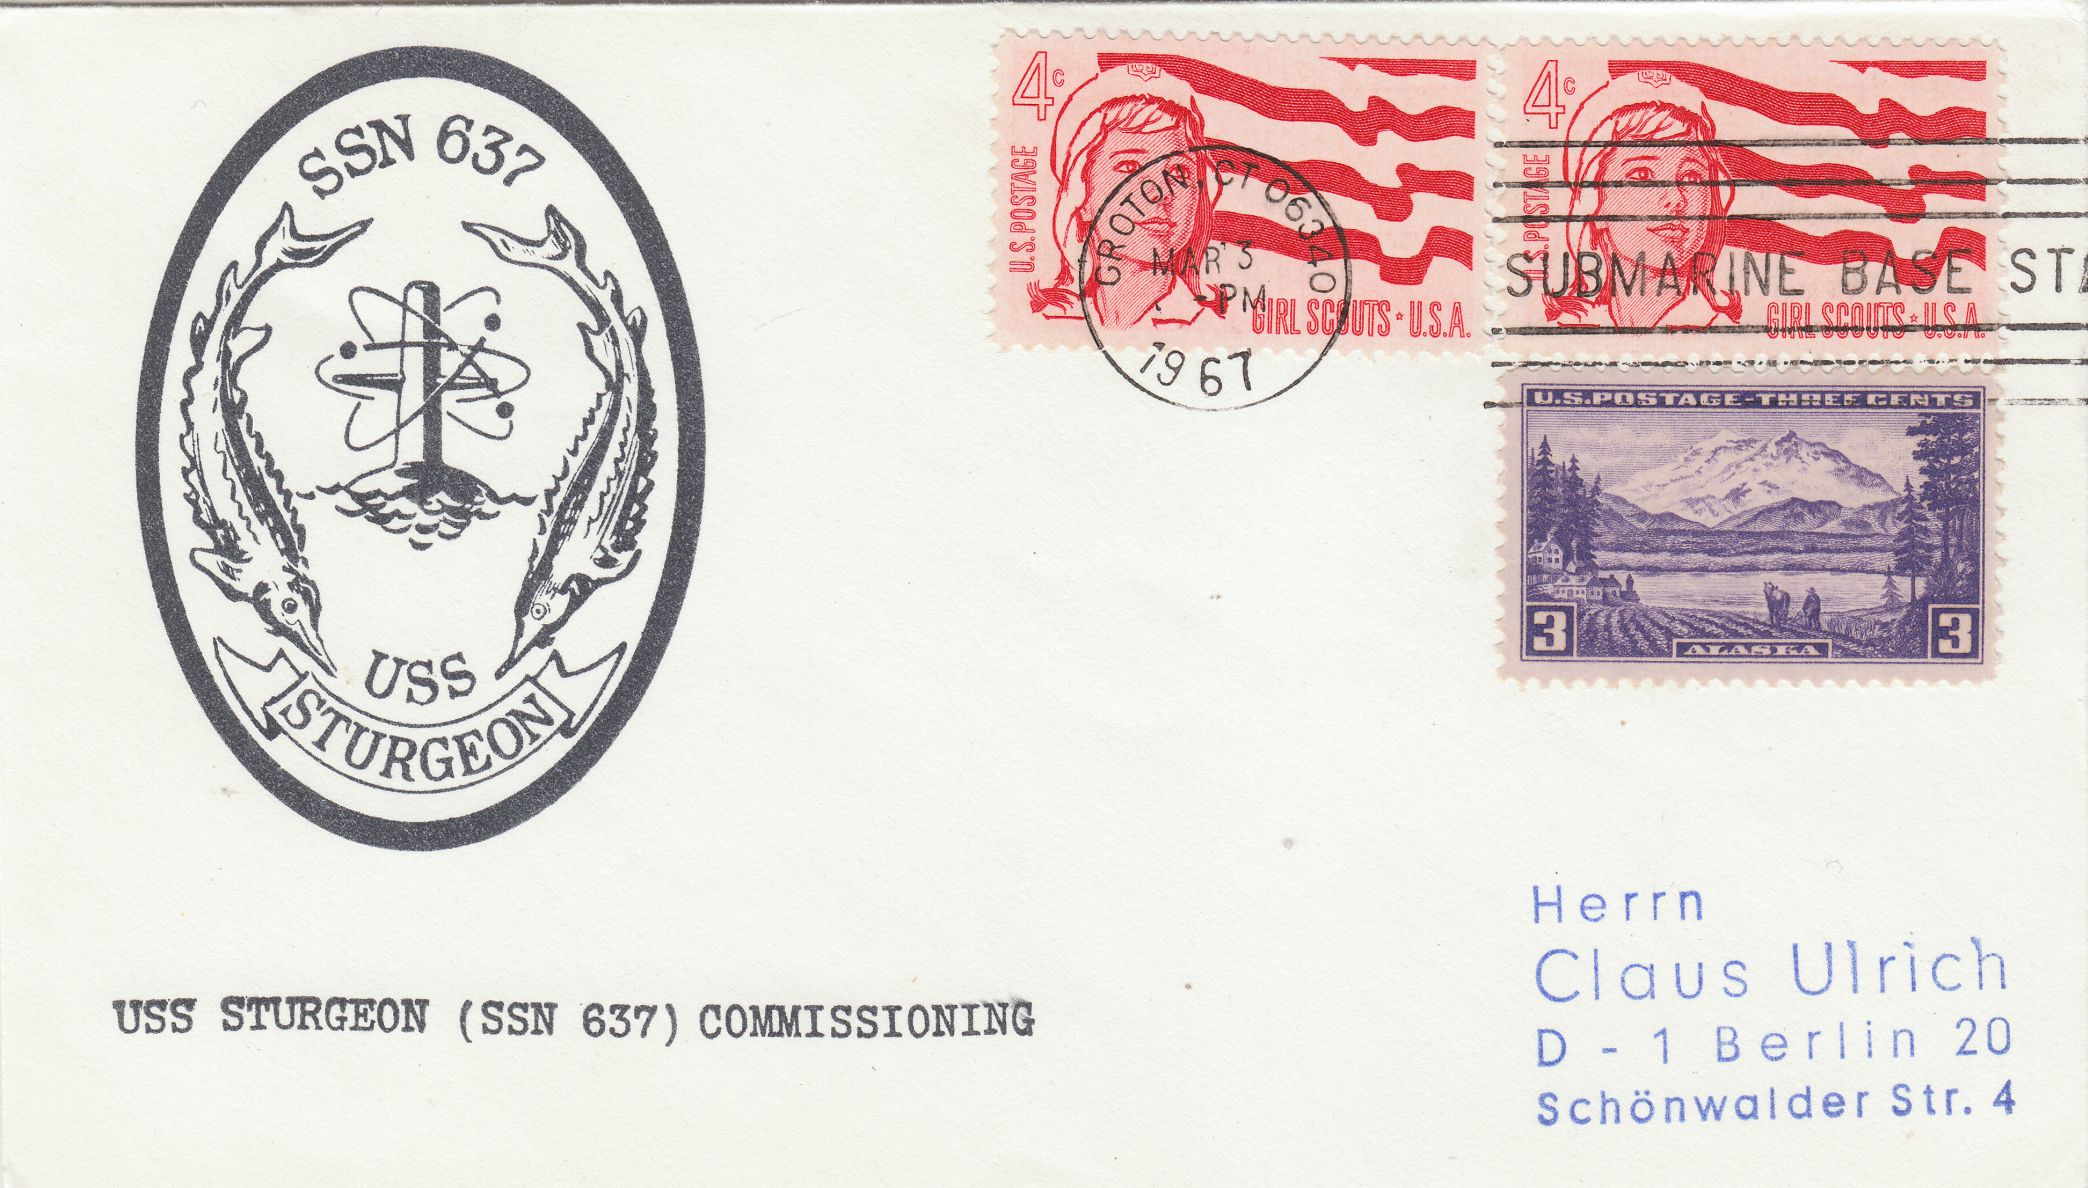 SSN 637
USS
STURGEON
4c
U.S. POSTAGE
GIRL SCOUTS ★ U.S.A.
4c
U.S. POSTAGE
GIRL SCOUTS ★ U.S.A.
GROTON, CT 06340
MAR 3
-PM
1967
SUBMARINE BASE STA
U.S. POSTAGE-THREE CENTS
3
ALASKA
3
USS STURGEON (SSN 637) COMMISSIONING
Herrn
Claus Ulrich
D - 1 Berlin 20
Schönwalder Str. 4